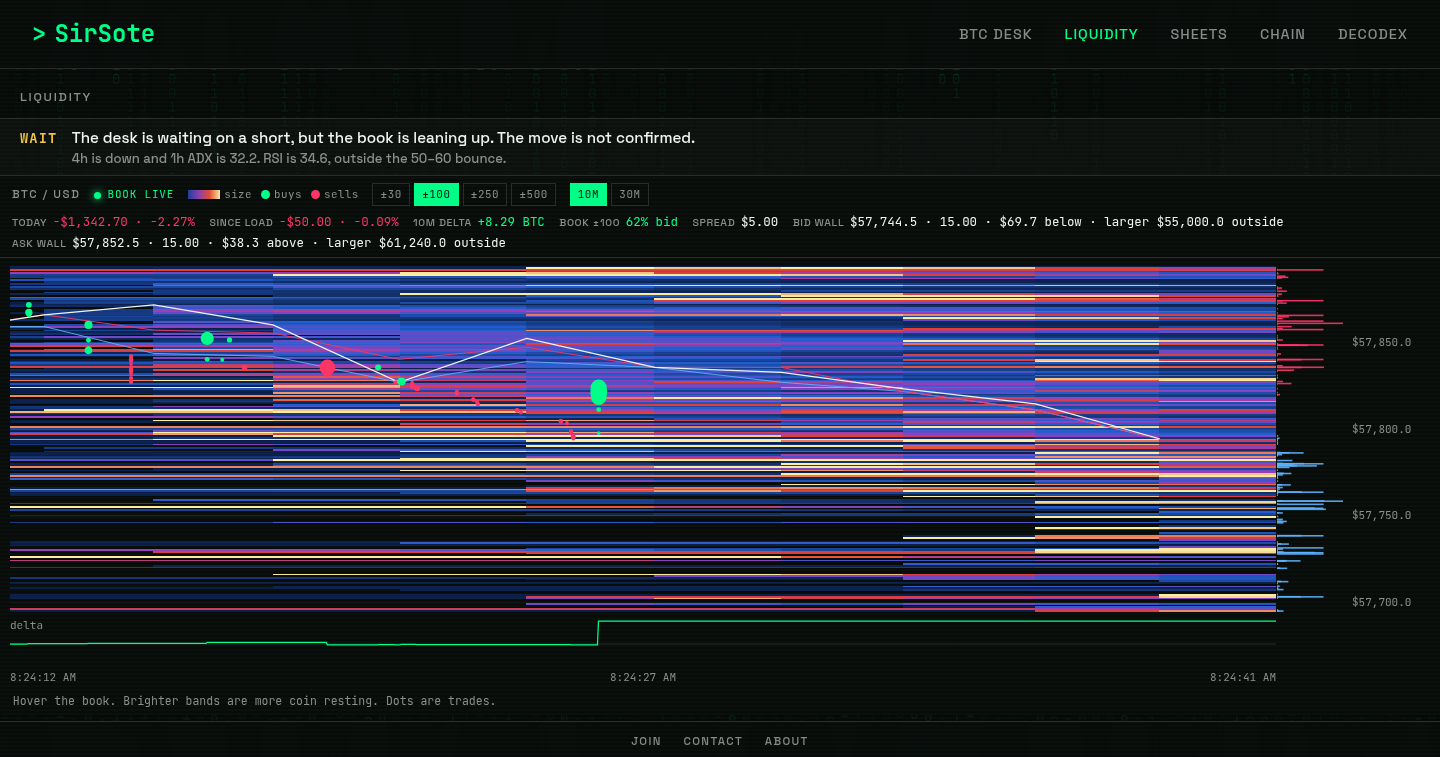 > SirSote
BTC DESK LIQUIDITY SHEETS CHAIN DECODEX
LIQUIDITY
WAIT The desk is waiting on a short, but the book is leaning up. The move is not confirmed.
4h is down and 1h ADX is 32.2. RSI is 34.6, outside the 50–60 bounce.
BTC / USD BOOK LIVE size buys sells ±30 ±100 ±250 ±500 10M 30M
TODAY -$1,342.70 · -2.27% SINCE LOAD -$50.00 · -0.09% 10M DELTA +8.29 BTC BOOK ±100 62% bid SPREAD $5.00 BID WALL $57,744.5 · 15.00 · $69.7 below · larger $55,000.0 outside
ASK WALL $57,852.5 · 15.00 · $38.3 above · larger $61,240.0 outside
$57,850.0
$57,800.0
$57,750.0
$57,700.0
delta
8:24:12 AM 8:24:27 AM 8:24:41 AM
Hover the book. Brighter bands are more coin resting. Dots are trades.
JOIN CONTACT ABOUT